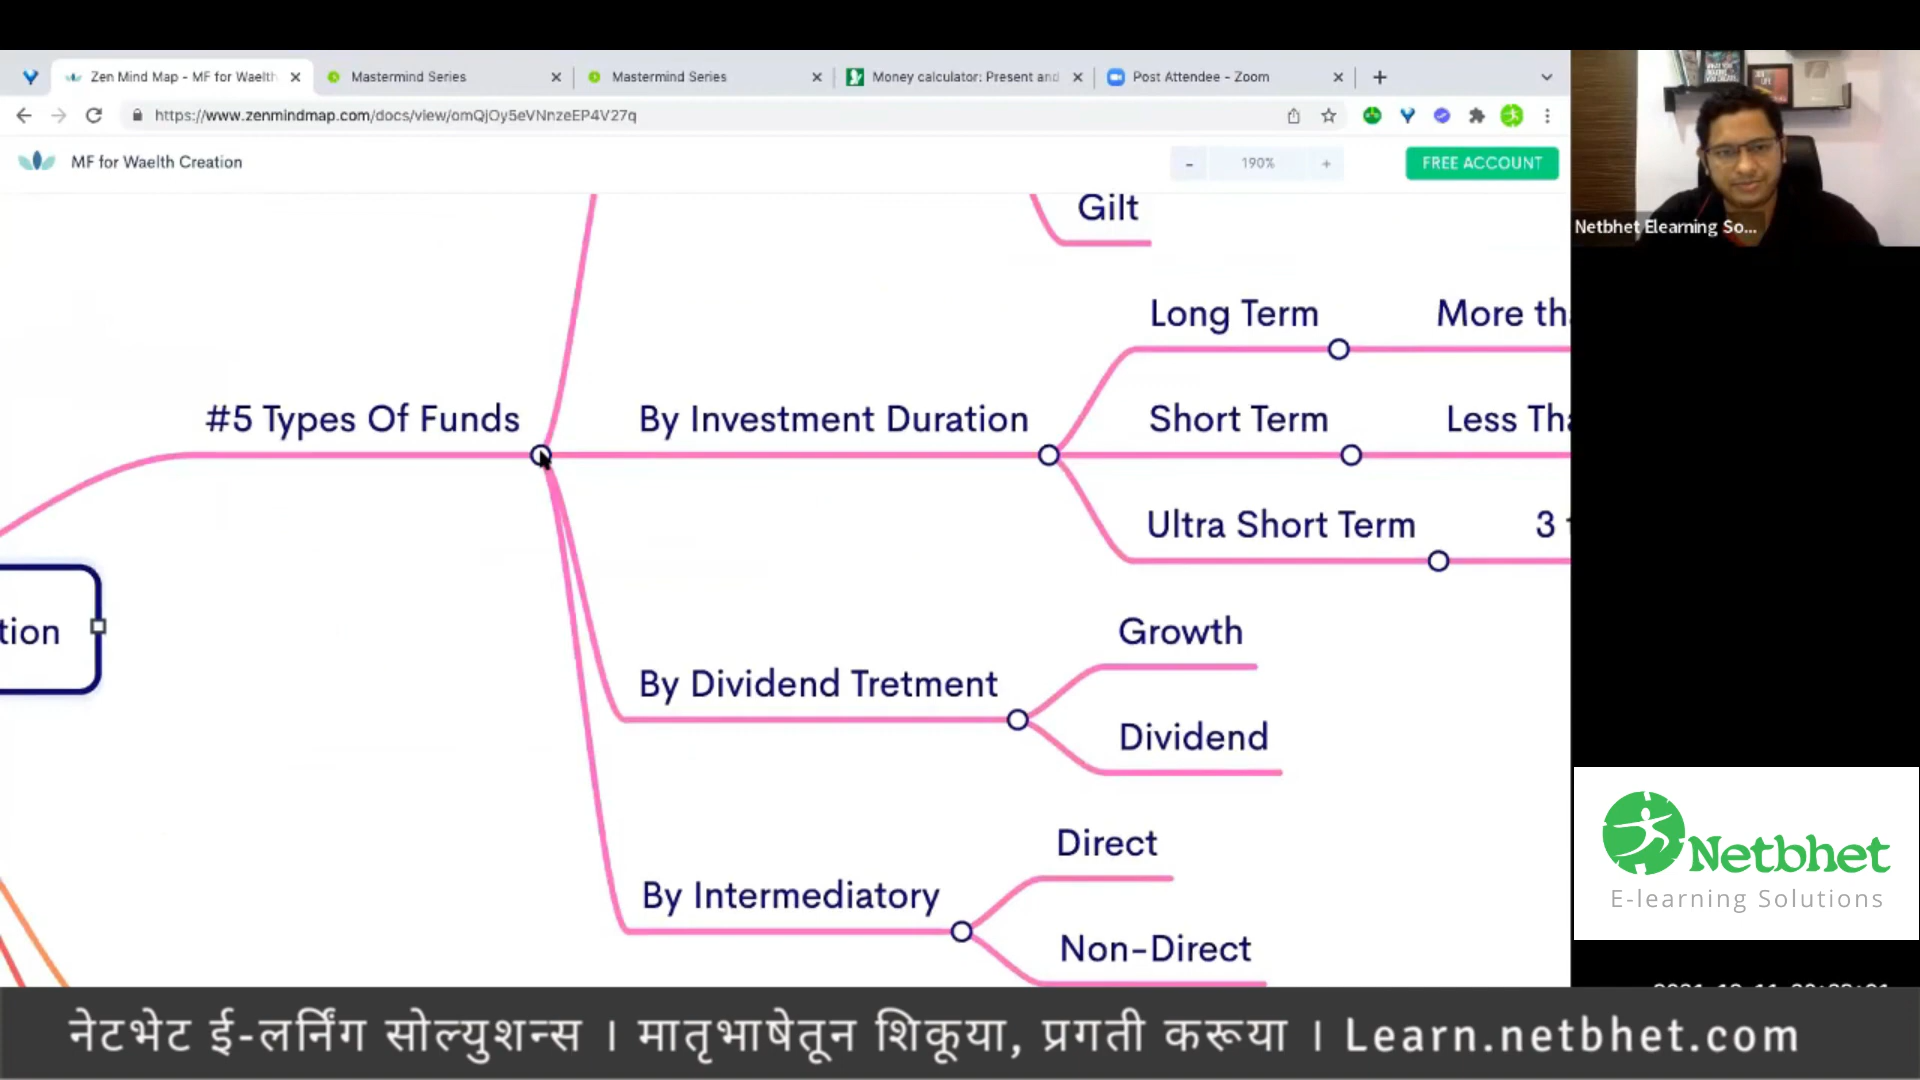 Zen Mind Map - MF for Waelth
Mastermind Series
Mastermind Series
Money calculator: Present and
Post Attendee - Zoom
https://www.zenmindmap.com/docs/view/omQjOy5eVNnzeEP4V27q
MF for Waelth Creation
-
190%
+
FREE ACCOUNT
Netbhet Elearning So...
Gilt
Long Term
More th
#5 Types Of Funds
By Investment Duration
Short Term
Less Tha
Ultra Short Term
3
tion
Growth
By Dividend Tretment
Dividend
Direct
By Intermediatory
Non-Direct
Netbhet
E-learning Solutions
नेटभेट ई-लर्निंग सोल्युशन्स । मातृभाषेतून शिकूया, प्रगती करूया । Learn.netbhet.com